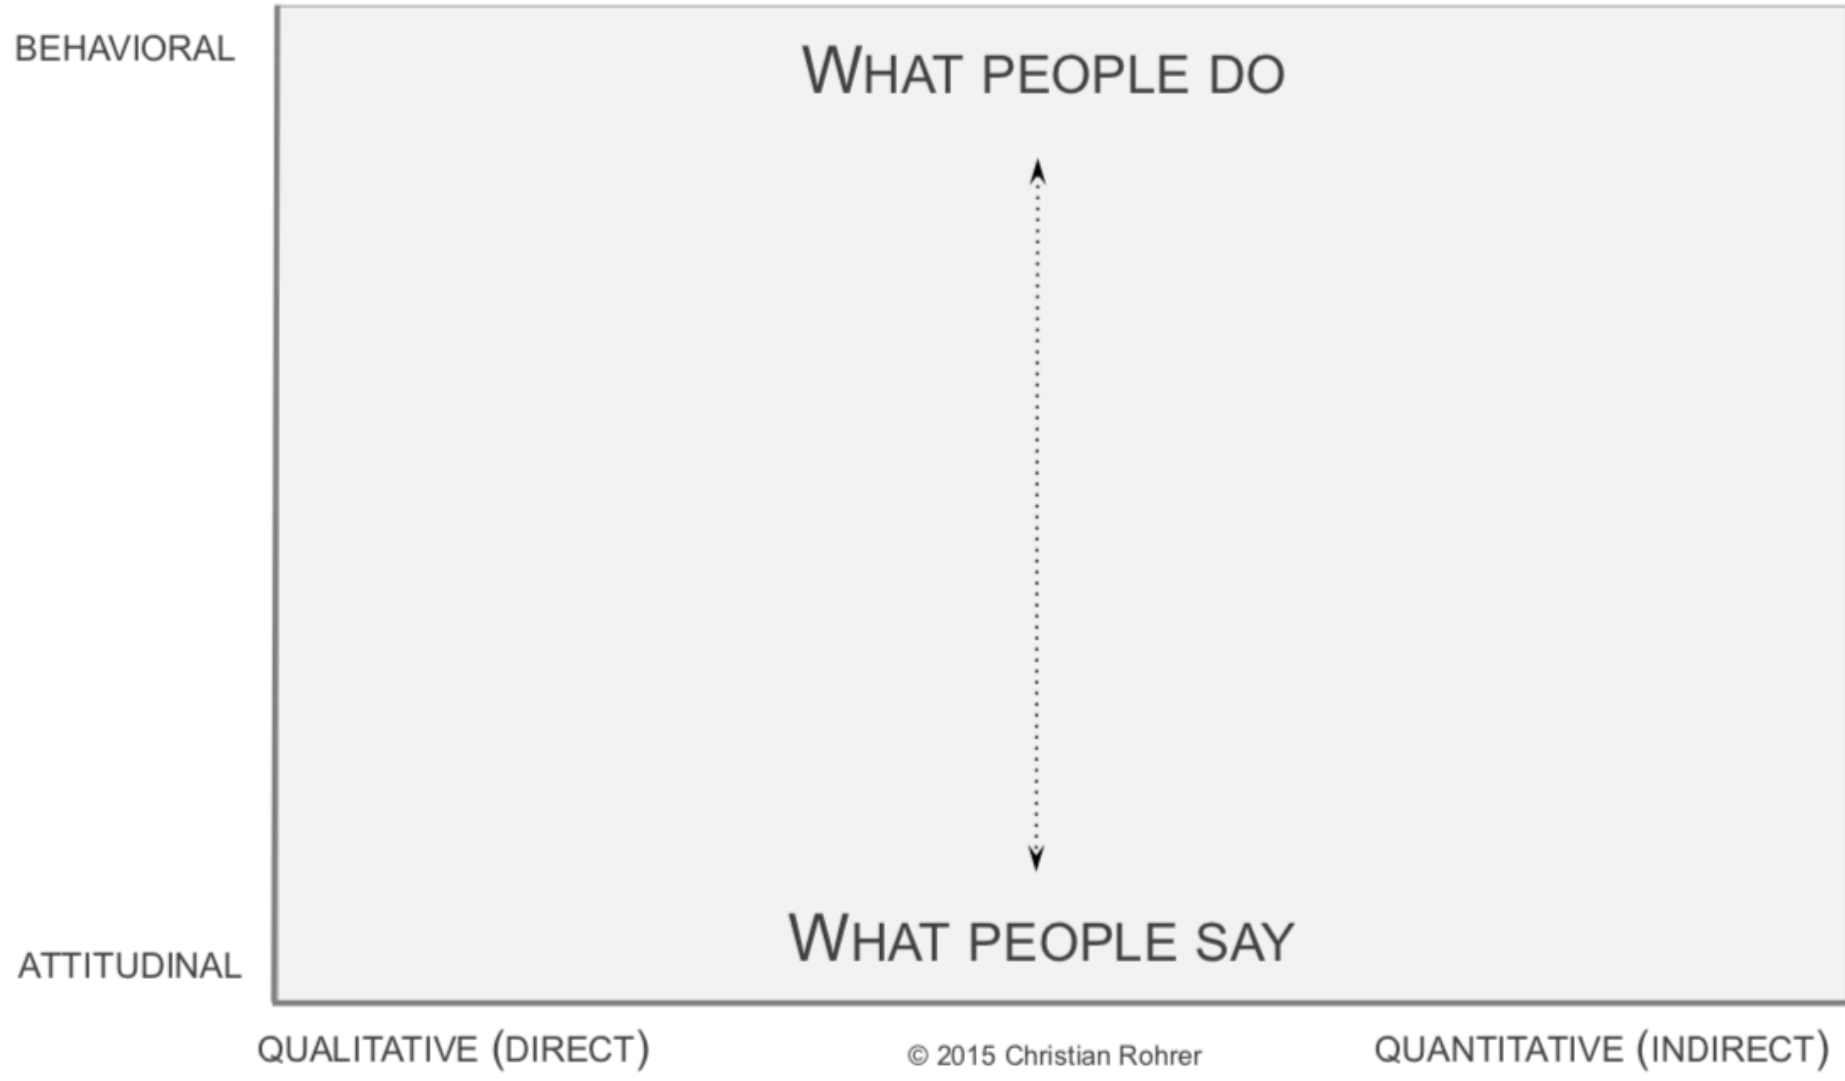 BEHAVIORAL
WHAT PEOPLE DO
WHAT PEOPLE SAY
ATTITUDINAL
QUALITATIVE (DIRECT)
© 2015 Christian Rohrer
QUANTITATIVE (INDIRECT)